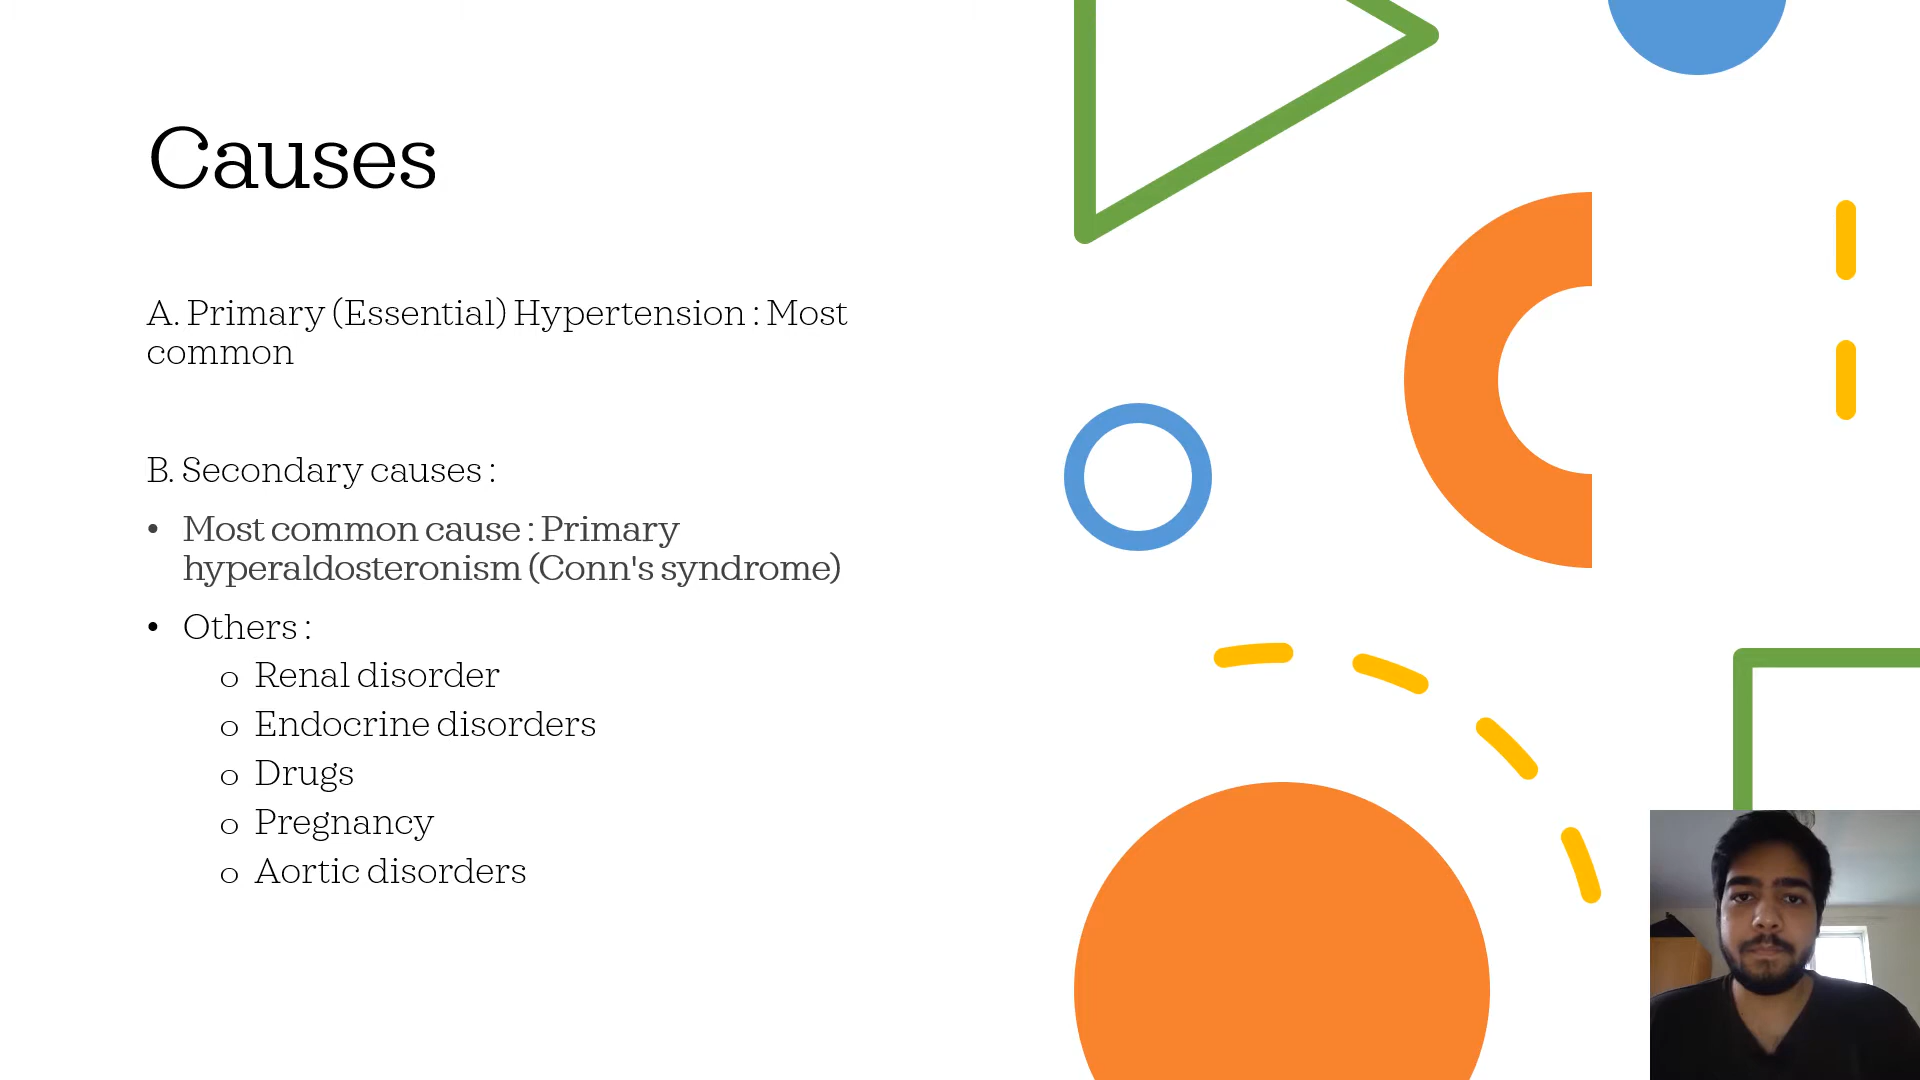 Causes
A. Primary (Essential) Hypertension : Most
common
B. Secondary causes :
• Most common cause : Primary
hyperaldosteronism (Conn's syndrome)
• Others :
o Renal disorder
o Endocrine disorders
o Drugs
o Pregnancy
o Aortic disorders